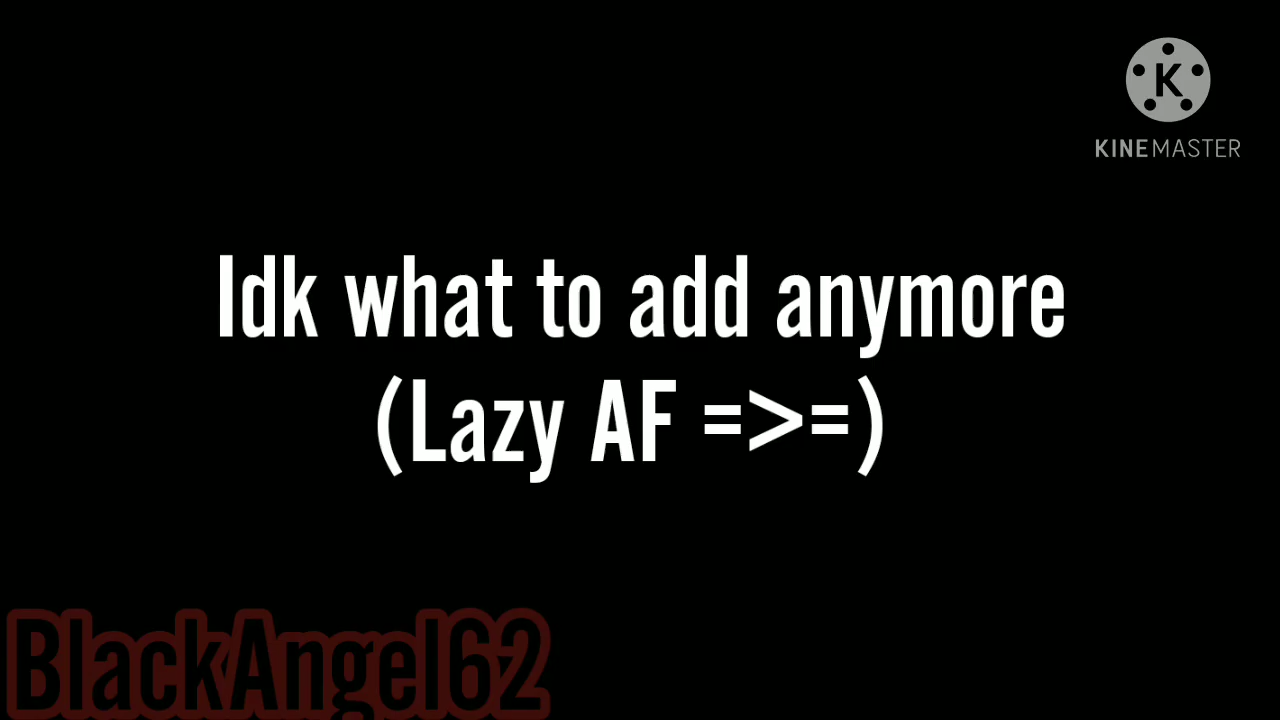 K
KINEMASTER
Idk what to add anymore
(Lazy AF =>=)
BlackAngel62